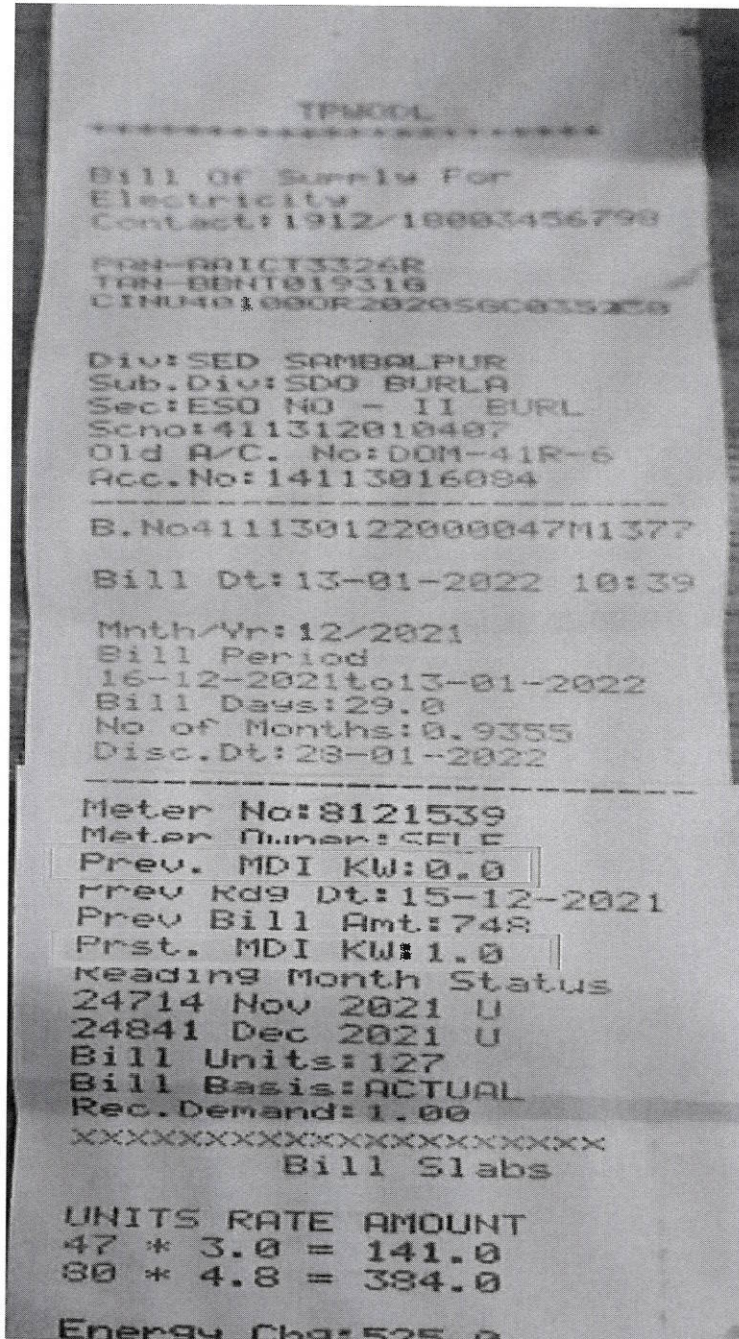 TPWODL
**********************
Bill Of Supply For
Electricity
Contact:1912/18003456798
PAN-AAICT3326R
TAN-BBNT01931G
CINU40100OR2020SGC035230
Div:SED SAMBALPUR
Sub.Div:SDO BURLA
Sec:ESO NO - II BURL
Scno:411312010407
Old A/C. No:DOM-41R-6
Acc.No:14113016084
-----------------------
B.No411130122000047M1377
Bill Dt:13-01-2022 10:39
Mnth/Yr:12/2021
Bill Period
16-12-2021to13-01-2022
Bill Days:29.0
No of Months:0.9355
Disc.Dt:28-01-2022
-----------------------
Meter No:8121539
Meter Owner:SELF
Prev. MDI KW:0.0
Prev Rdg Dt:15-12-2021
Prev Bill Amt:748
Prst. MDI KW:1.0
Reading Month Status
24714 Nov 2021 U
24841 Dec 2021 U
Bill Units:127
Bill Basis:ACTUAL
Rec.Demand:1.00
XXXXXXXXXXXXXXXXXXXXXX
Bill Slabs
UNITS RATE AMOUNT
47 * 3.0 = 141.0
80 * 4.8 = 384.0
Energy Chg:525.0